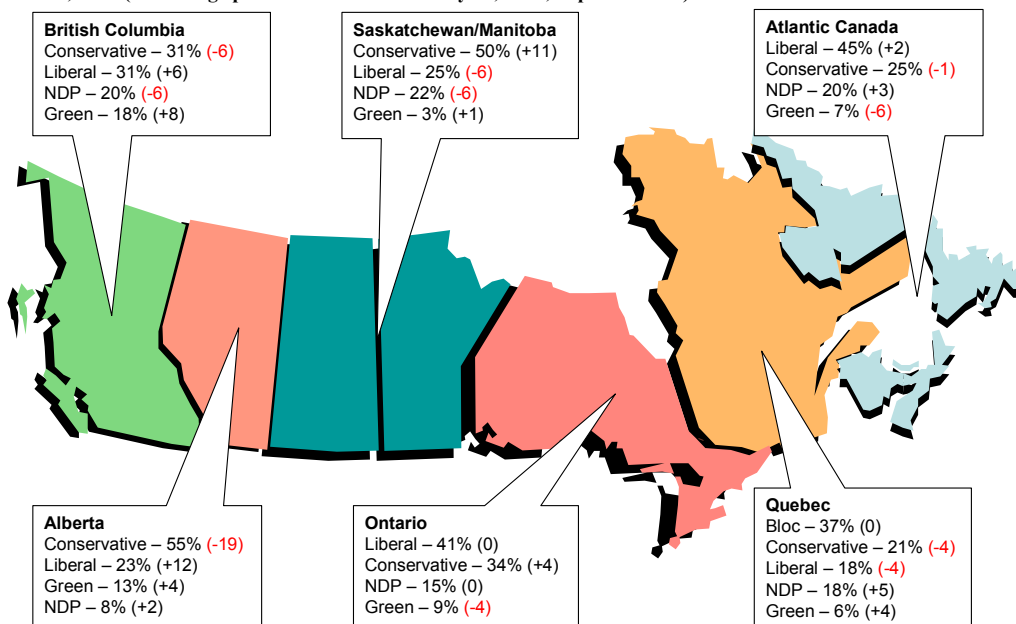 British Columbia
Conservative – 31% (-6)
Liberal – 31% (+6)
NDP – 20% (-6)
Green – 18% (+8)
Saskatchewan/Manitoba
Conservative – 50% (+11)
Liberal – 25% (-6)
NDP – 22% (-6)
Green – 3% (+1)
Atlantic Canada
Liberal – 45% (+2)
Conservative – 25% (-1)
NDP – 20% (+3)
Green – 7% (-6)
Alberta
Conservative – 55% (-19)
Liberal – 23% (+12)
Green – 13% (+4)
NDP – 8% (+2)
Ontario
Liberal – 41% (0)
Conservative – 34% (+4)
NDP – 15% (0)
Green – 9% (-4)
Quebec
Bloc – 37% (0)
Conservative – 21% (-4)
Liberal – 18% (-4)
NDP – 18% (+5)
Green – 6% (+4)